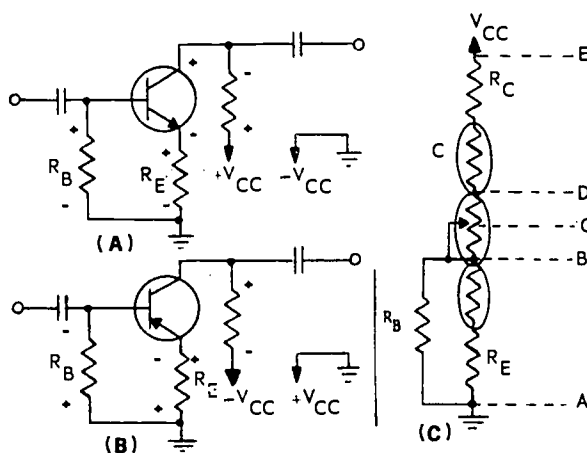 R_B
R_E
+V_CC
-V_CC
(A)
R_B
R_E
-V_CC
+V_CC
(B)
V_CC
E
R_C
C
D
C
B
R_B
R_E
A
(C)